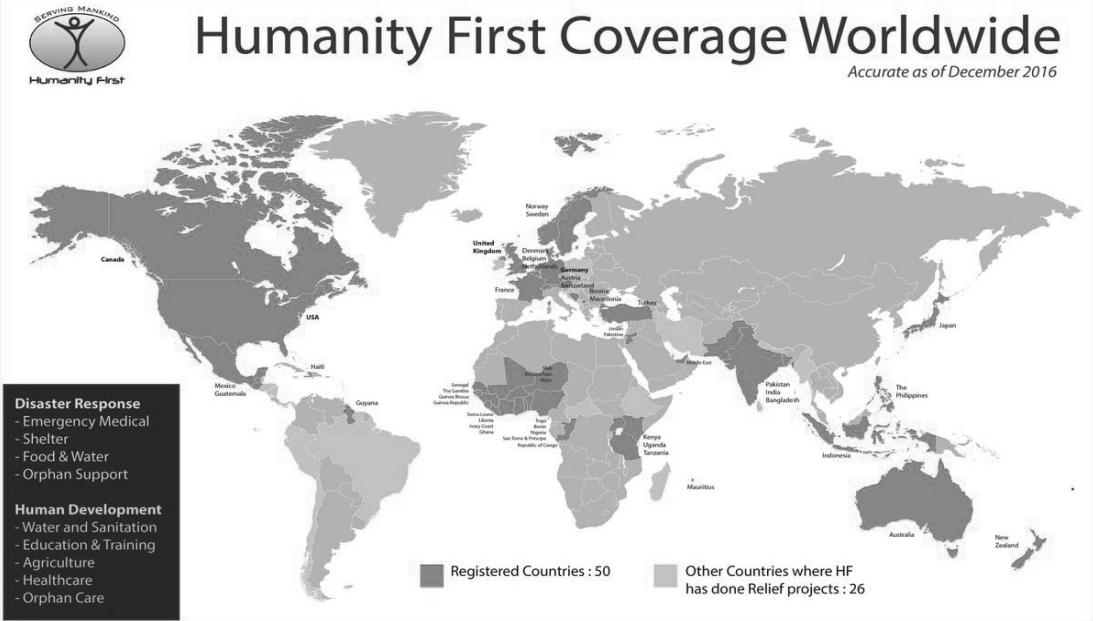 SERVING MANKIND
Humanity First
Humanity First Coverage Worldwide
Accurate as of December 2016
Norway
Sweden
United
Kingdom
Denmark
Belgium
Netherlands
Germany
Austria
Switzerland
Bosnia
Macedonia
France
Turkey
Canada
USA
Jordan
Palestine
Japan
Middle East
Haiti
Mexico
Guatemala
Guyana
Mali
Burkina Faso
Niger
Senegal
The Gambia
Guinea Bissua
Guinea Republic
Sierra Leone
Liberia
Ivory Coast
Ghana
Togo
Benin
Nigeria
Sao Tome & Principe
Republic of Congo
Kenya
Uganda
Tanzania
Pakistan
India
Bangladesh
The
Philippines
Indonesia
Mauritius
Australia
New
Zealand
Disaster Response
- Emergency Medical
- Shelter
- Food & Water
- Orphan Support
Human Development
- Water and Sanitation
- Education & Training
- Agriculture
- Healthcare
- Orphan Care
Registered Countries : 50
Other Countries where HF
has done Relief projects : 26